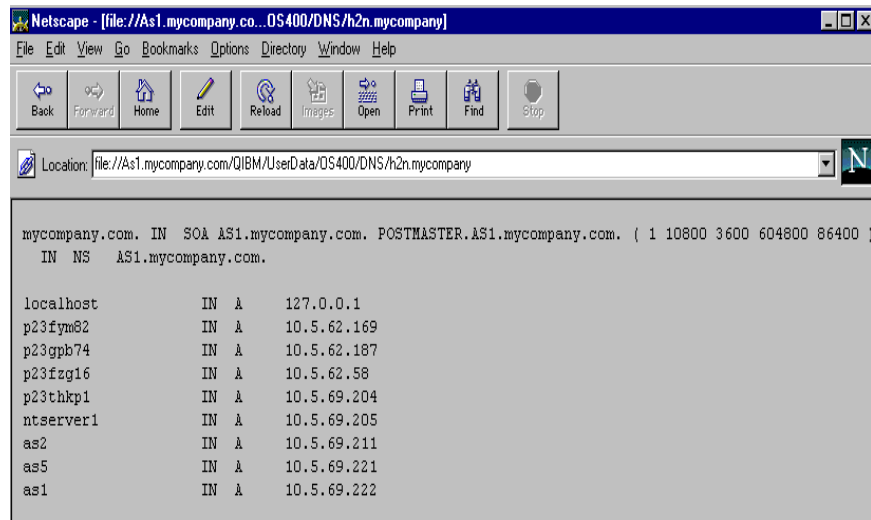 Netscape - [file://As1.mycompany.co...OS400/DNS/h2n.mycompany]
File Edit View Go Bookmarks Options Directory Window Help
Back Forward Home Edit Reload Images Open Print Find Stop
Location: file://As1.mycompany.com/QIBM/UserData/OS400/DNS/h2n.mycompany
N
mycompany.com. IN SOA AS1.mycompany.com. POSTMASTER.AS1.mycompany.com. ( 1 10800 3600 604800 86400 )
IN NS AS1.mycompany.com.
localhost IN A 127.0.0.1
p23fym82 IN A 10.5.62.169
p23gpb74 IN A 10.5.62.187
p23fzg16 IN A 10.5.62.58
p23thkp1 IN A 10.5.69.204
ntserver1 IN A 10.5.69.205
as2 IN A 10.5.69.211
as5 IN A 10.5.69.221
as1 IN A 10.5.69.222